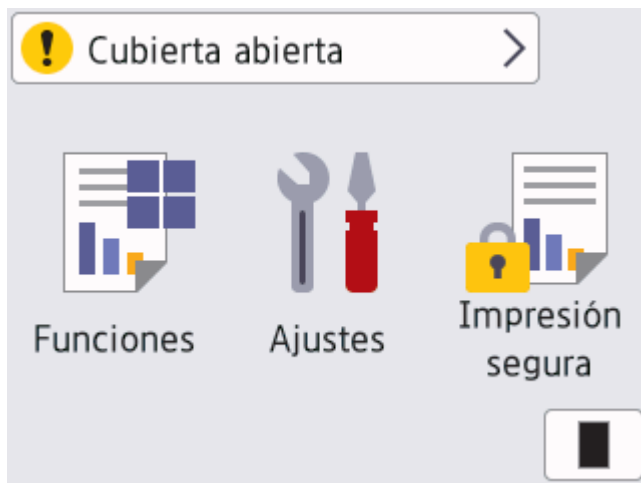 Cubierta abierta
Funciones
Ajustes
Impresión
segura